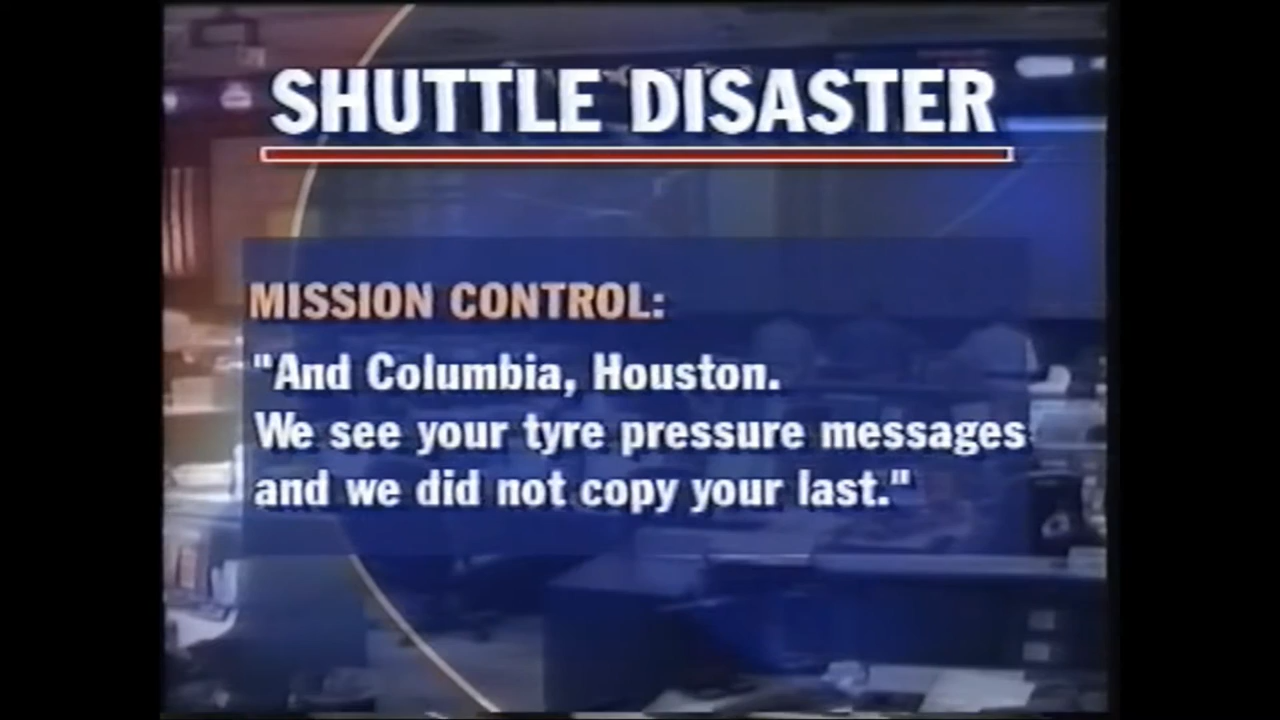 SHUTTLE DISASTER
MISSION CONTROL:
"And Columbia, Houston.
We see your tyre pressure messages
and we did not copy your last."